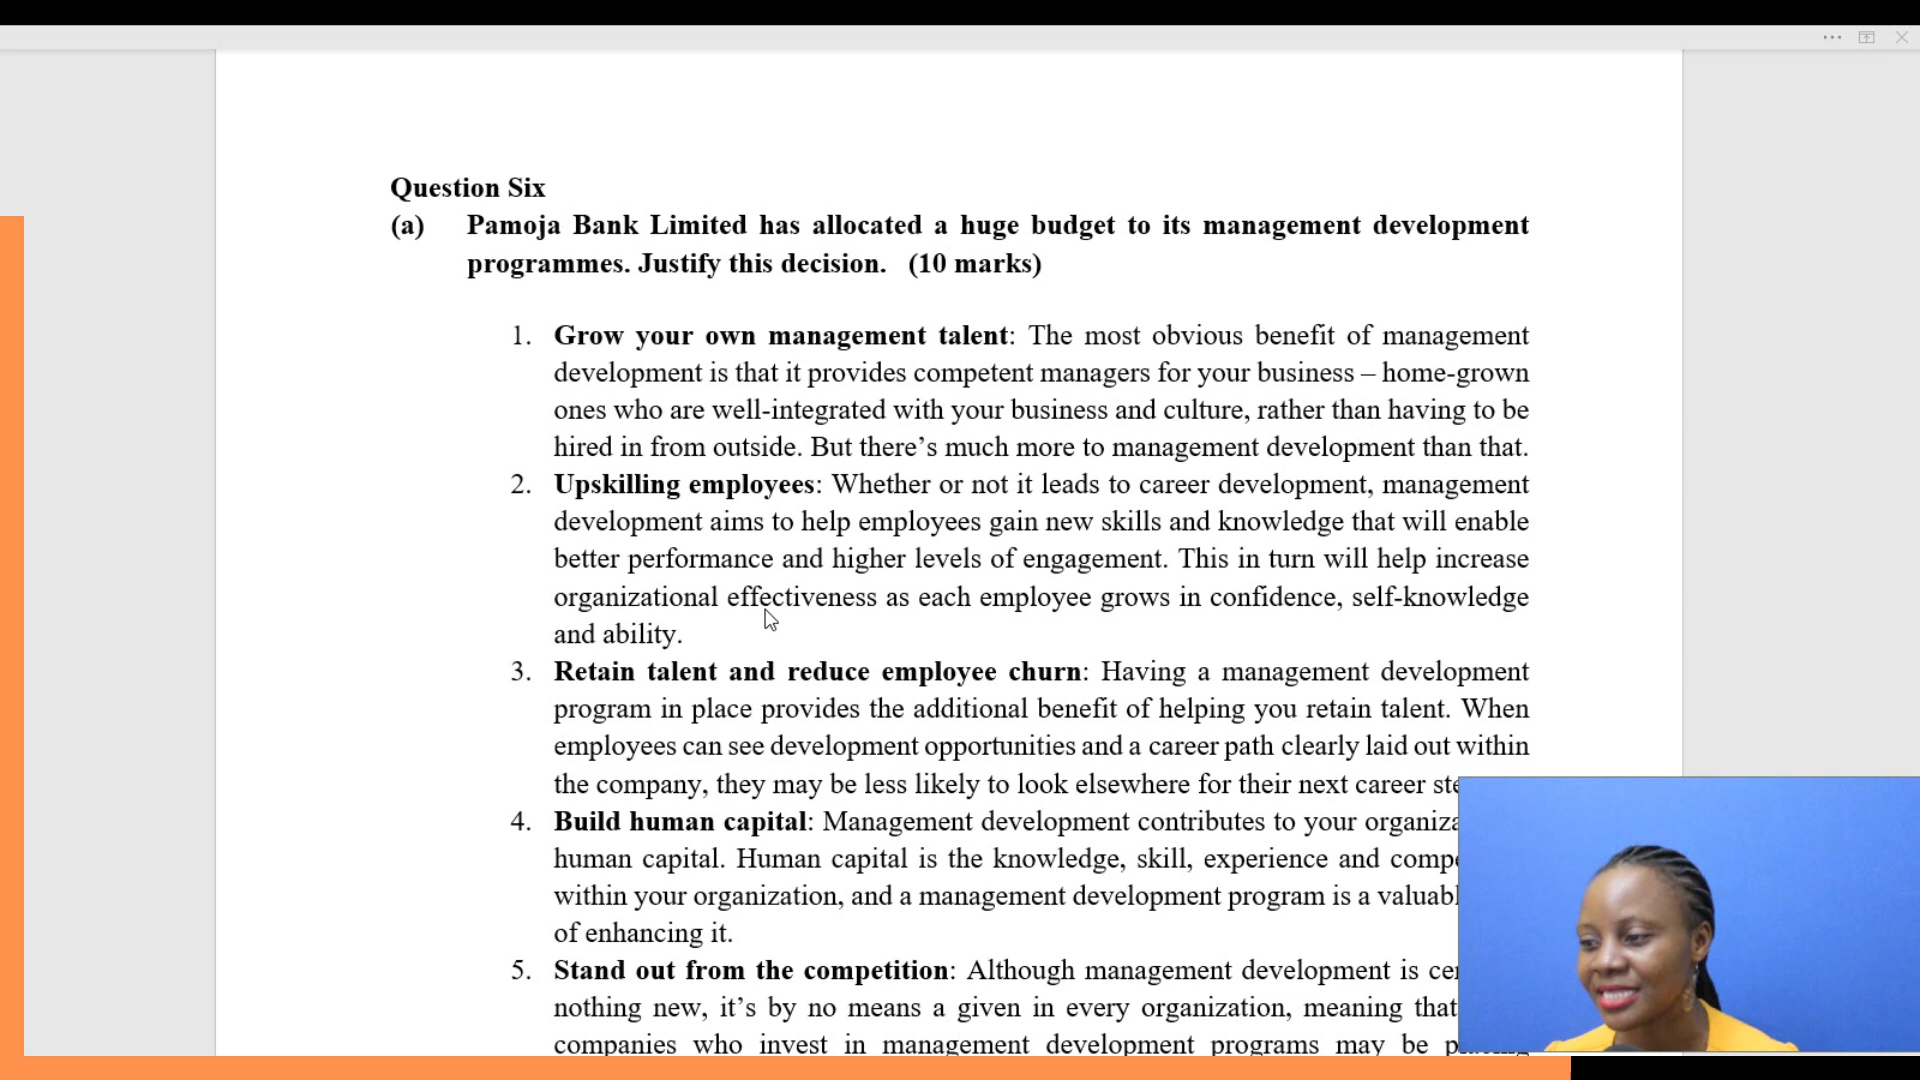 Question Six
(a) Pamoja Bank Limited has allocated a huge budget to its management development
programmes. Justify this decision. (10 marks)
1. Grow your own management talent: The most obvious benefit of management
development is that it provides competent managers for your business – home-grown
ones who are well-integrated with your business and culture, rather than having to be
hired in from outside. But there’s much more to management development than that.
2. Upskilling employees: Whether or not it leads to career development, management
development aims to help employees gain new skills and knowledge that will enable
better performance and higher levels of engagement. This in turn will help increase
organizational effectiveness as each employee grows in confidence, self-knowledge
and ability.
3. Retain talent and reduce employee churn: Having a management development
program in place provides the additional benefit of helping you retain talent. When
employees can see development opportunities and a career path clearly laid out within
the company, they may be less likely to look elsewhere for their next career
4. Build human capital: Management development contributes to your
human capital. Human capital is the knowledge, skill, experience and
within your organization, and a management development program is a
of enhancing it.
5. Stand out from the competition: Although management development is
nothing new, it’s by no means a given in every organization, meaning that
companies who invest in management development programs may be